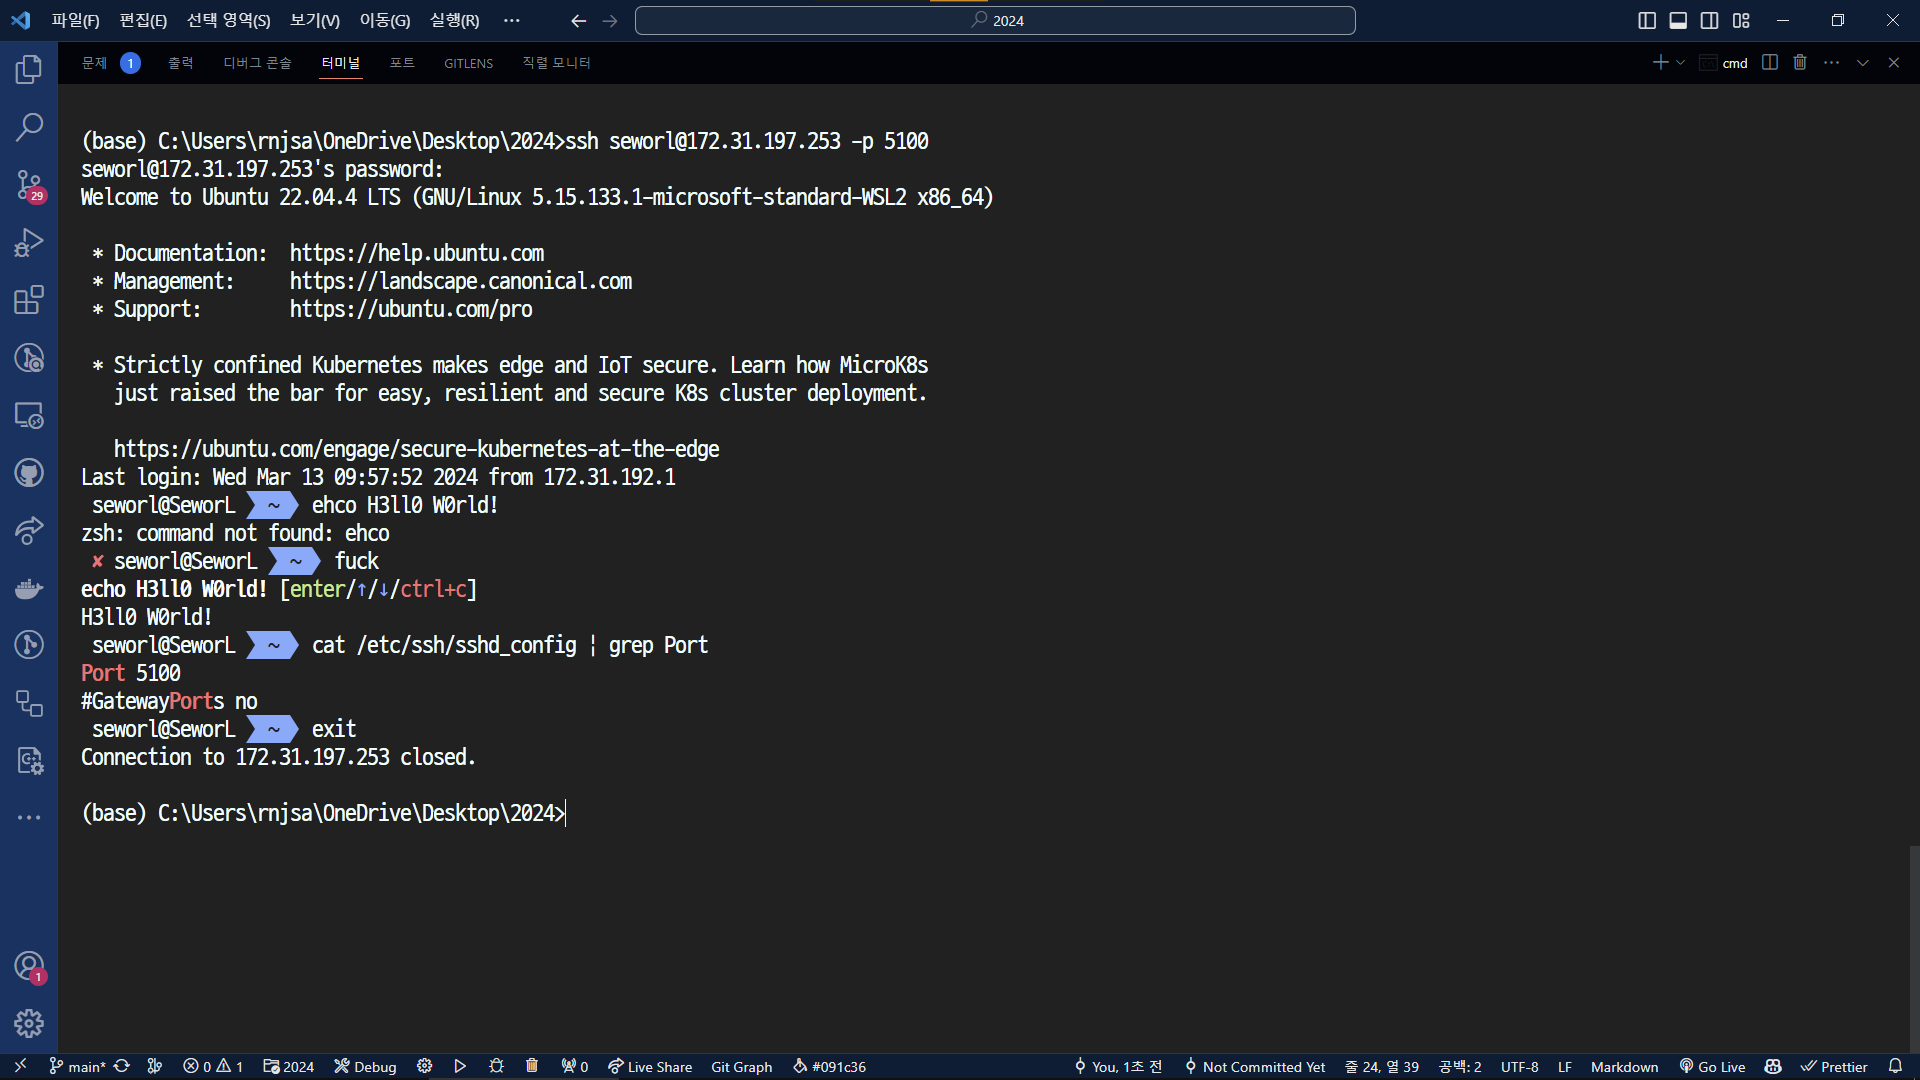 파일(F) 편집(E) 선택 영역(S) 보기(V) 이동(G) 실행(R) ··· 2024
문제 1 출력 디버그 콘솔 터미널 포트 GITLENS 직렬 모니터 cmd
(base) C:\Users\rnjsa\OneDrive\Desktop\2024>ssh seworl@172.31.197.253 -p 5100
seworl@172.31.197.253's password:
Welcome to Ubuntu 22.04.4 LTS (GNU/Linux 5.15.133.1-microsoft-standard-WSL2 x86_64)
* Documentation:  https://help.ubuntu.com
* Management:     https://landscape.canonical.com
* Support:        https://ubuntu.com/pro
* Strictly confined Kubernetes makes edge and IoT secure. Learn how MicroK8s
just raised the bar for easy, resilient and secure K8s cluster deployment.
https://ubuntu.com/engage/secure-kubernetes-at-the-edge
Last login: Wed Mar 13 09:57:52 2024 from 172.31.192.1
seworl@SeworL ~ ehco H3ll0 W0rld!
zsh: command not found: ehco
✘ seworl@SeworL ~ fuck
echo H3ll0 W0rld! [enter/↑/↓/ctrl+c]
H3ll0 W0rld!
seworl@SeworL ~ cat /etc/ssh/sshd_config | grep Port
Port 5100
#GatewayPorts no
seworl@SeworL ~ exit
Connection to 172.31.197.253 closed.
(base) C:\Users\rnjsa\OneDrive\Desktop\2024>
29
1
main* 0 1 2024 Debug 0 Live Share Git Graph #091c36 You, 1초 전 Not Committed Yet 줄 24, 열 39 공백: 2 UTF-8 LF Markdown Go Live Prettier